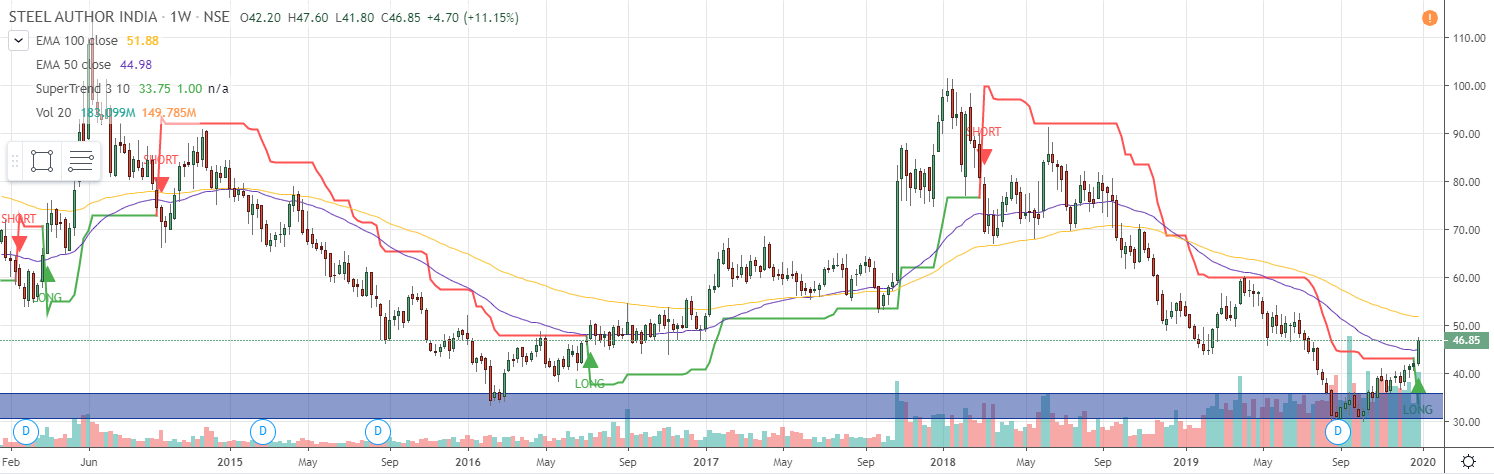 STEEL AUTHOR INDIA · 1W · NSE O42.20 H47.60 L41.80 C46.85 +4.70 (+11.15%)
EMA 100 close 51.88
EMA 50 close 44.98
SuperTrend 3 10 33.75 1.00 n/a
Vol 20 183.099M 149.785M
110.00
100.00
90.00
80.00
70.00
60.00
50.00
46.85
40.00
30.00
SHORT
LONG
SHORT
LONG
SHORT
LONG
D
D
D
D
Feb Jun 2015 May Sep 2016 May Sep 2017 May Sep 2018 May Sep 2019 May Sep 2020